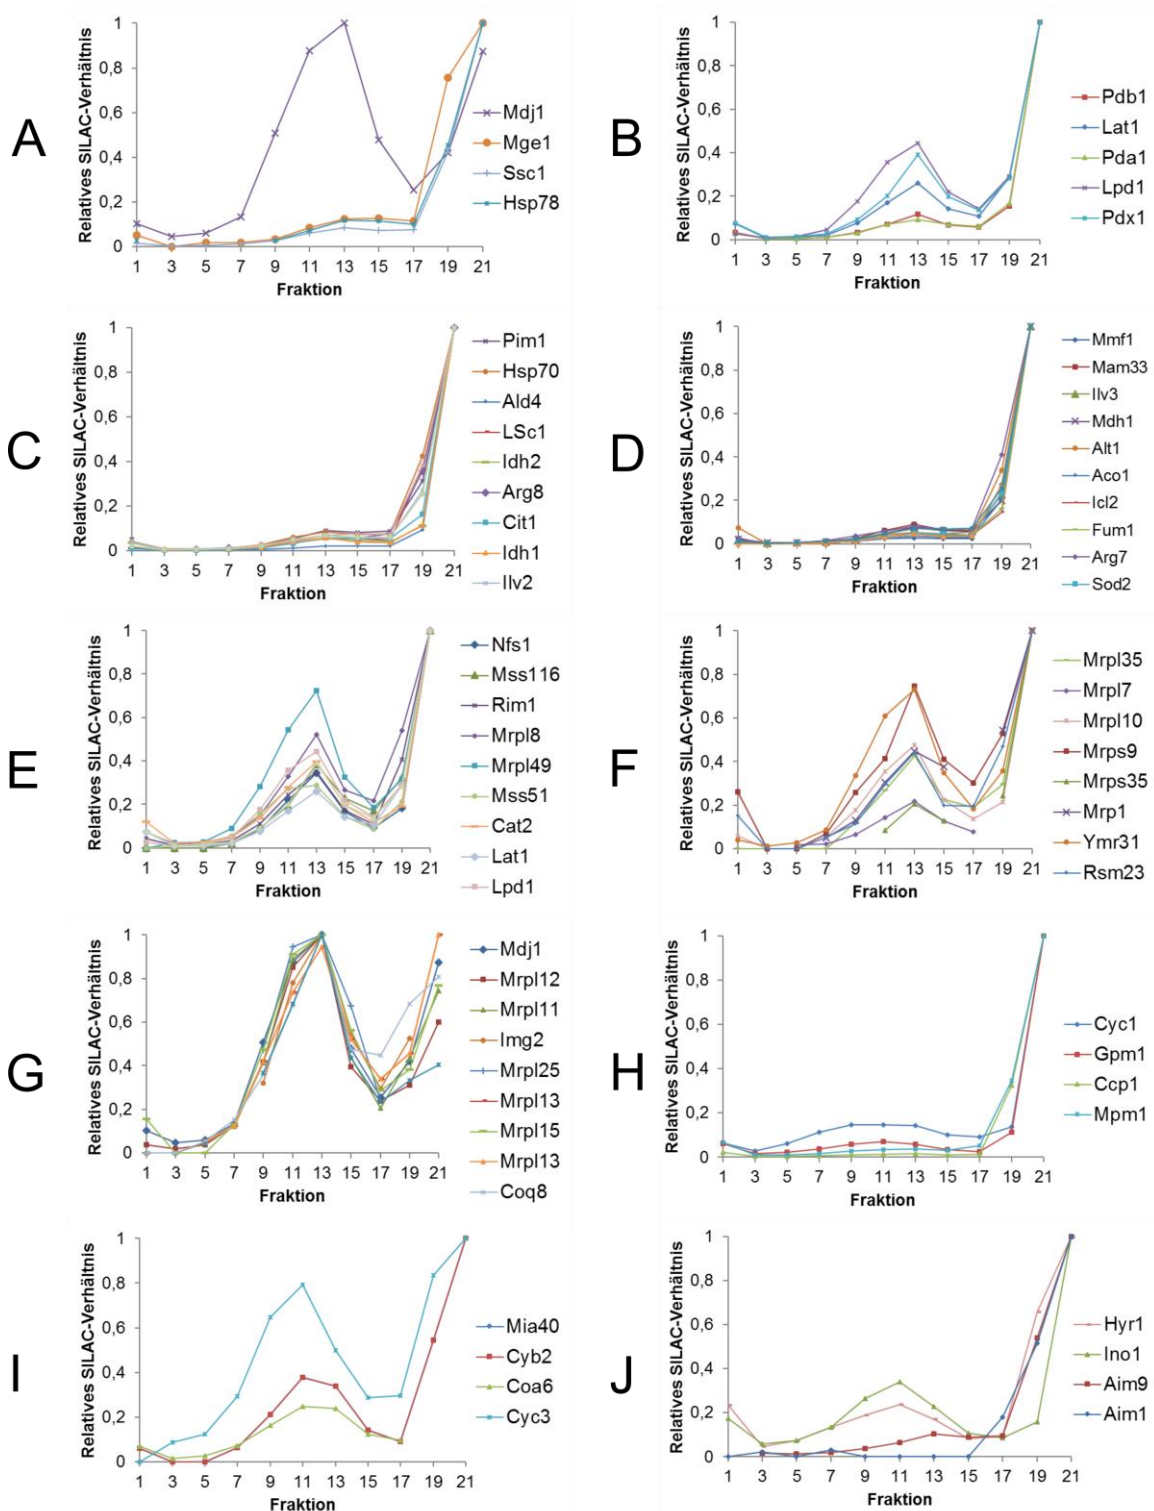 A
Relatives SILAC-Verhältnis
1
0,8
0,6
0,4
0,2
0
1 3 5 7 9 11 13 15 17 19 21
Fraktion
Mdj1
Mge1
Ssc1
Hsp78
B
Relatives SILAC-Verhältnis
1
0,8
0,6
0,4
0,2
0
1 3 5 7 9 11 13 15 17 19 21
Fraktion
Pdb1
Lat1
Pda1
Lpd1
Pdx1
C
Relatives SILAC-Verhältnis
1
0,8
0,6
0,4
0,2
0
1 3 5 7 9 11 13 15 17 19 21
Fraktion
Pim1
Hsp70
Ald4
LSc1
Idh2
Arg8
Cit1
Idh1
Ilv2
D
Relatives SILAC-Verhältnis
1
0,8
0,6
0,4
0,2
0
1 3 5 7 9 11 13 15 17 19 21
Fraktion
Mmf1
Mam33
Ilv3
Mdh1
Alt1
Aco1
Icl2
Fum1
Arg7
Sod2
E
Relatives SILAC-Verhältnis
1
0,8
0,6
0,4
0,2
0
1 3 5 7 9 11 13 15 17 19 21
Fraktion
Nfs1
Mss116
Rim1
Mrpl8
Mrpl49
Mss51
Cat2
Lat1
Lpd1
F
Relatives SILAC-Verhältnis
1
0,8
0,6
0,4
0,2
0
1 3 5 7 9 11 13 15 17 19 21
Fraktion
Mrpl35
Mrpl7
Mrpl10
Mrps9
Mrps35
Mrp1
Ymr31
Rsm23
G
Relatives SILAC-Verhältnis
1
0,8
0,6
0,4
0,2
0
1 3 5 7 9 11 13 15 17 19 21
Fraktion
Mdj1
Mrpl12
Mrpl11
Img2
Mrpl25
Mrpl13
Mrpl15
Mrpl13
Coq8
H
Relatives SILAC-Verhältnis
1
0,8
0,6
0,4
0,2
0
1 3 5 7 9 11 13 15 17 19 21
Fraktion
Cyc1
Gpm1
Ccp1
Mpm1
I
Relatives SILAC-Verhältnis
1
0,8
0,6
0,4
0,2
0
1 3 5 7 9 11 13 15 17 19 21
Fraktion
Mia40
Cyb2
Coa6
Cyc3
J
Relatives SILAC-Verhältnis
1
0,8
0,6
0,4
0,2
0
1 3 5 7 9 11 13 15 17 19 21
Fraktion
Hyr1
Ino1
Aim9
Aim1